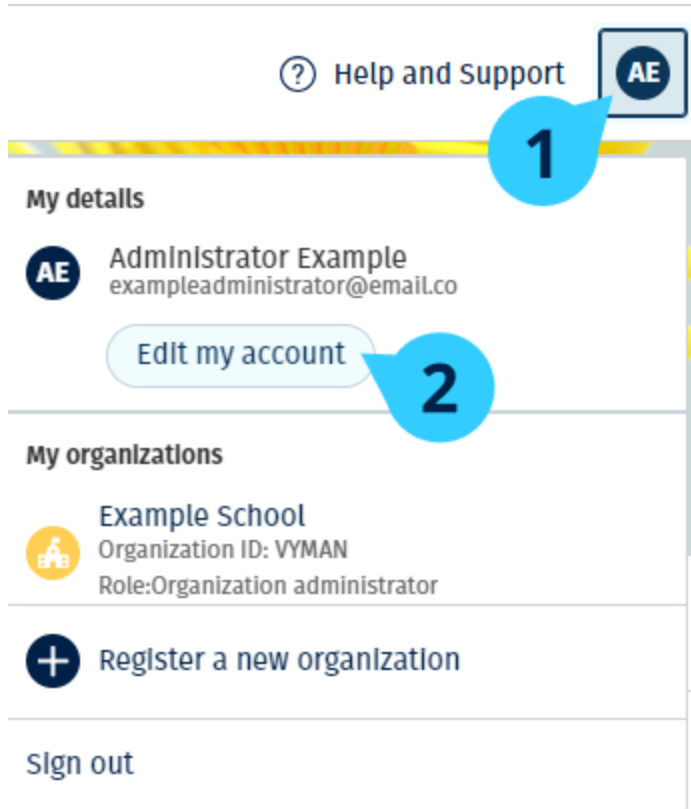 ? Help and Support AE
1
My details
AE Administrator Example
exampleadministrator@email.co
Edit my account
2
My organizations
Example School
Organization ID: VYMAN
Role:Organization administrator
Register a new organization
Sign out